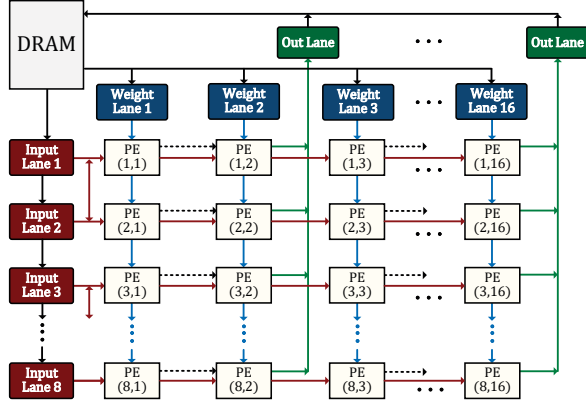 DRAM
Out Lane
...
Out Lane
Weight
Lane 1
Weight
Lane 2
Weight
Lane 3
...
Weight
Lane 16
Input
Lane 1
PE
(1,1)
PE
(1,2)
PE
(1,3)
...
PE
(1,16)
Input
Lane 2
PE
(2,1)
PE
(2,2)
PE
(2,3)
...
PE
(2,16)
Input
Lane 3
PE
(3,1)
PE
(3,2)
PE
(3,3)
...
PE
(3,16)
Input
Lane 8
PE
(8,1)
PE
(8,2)
PE
(8,3)
...
PE
(8,16)